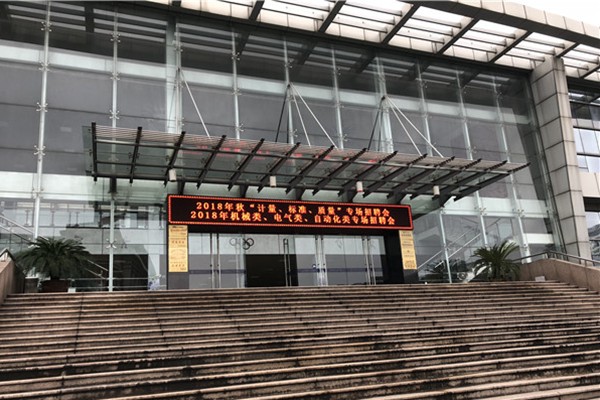 2018年秋“计量、标准、质量”专场招聘会
2018年机械类、电气类、自动化类专场招聘会